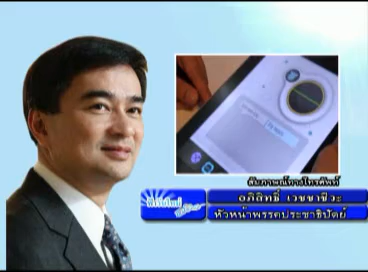 สัมภาษณ์ทางโทรศัพท์
อภิสิทธิ์ เวชชาชีวะ
หัวหน้าพรรคประชาธิปัตย์